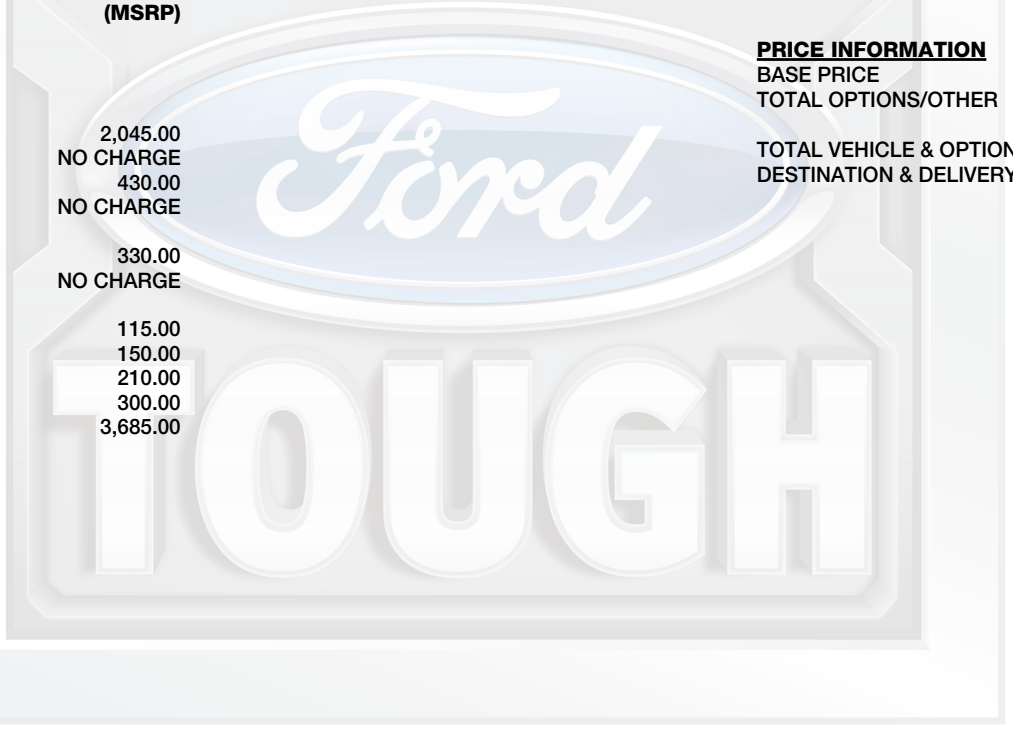 (MSRP)
2,045.00
NO CHARGE
430.00
NO CHARGE
330.00
NO CHARGE
115.00
150.00
210.00
300.00
3,685.00
PRICE INFORMATION
BASE PRICE
TOTAL OPTIONS/OTHER
TOTAL VEHICLE & OPTION
DESTINATION & DELIVERY
Ford
TOUGH